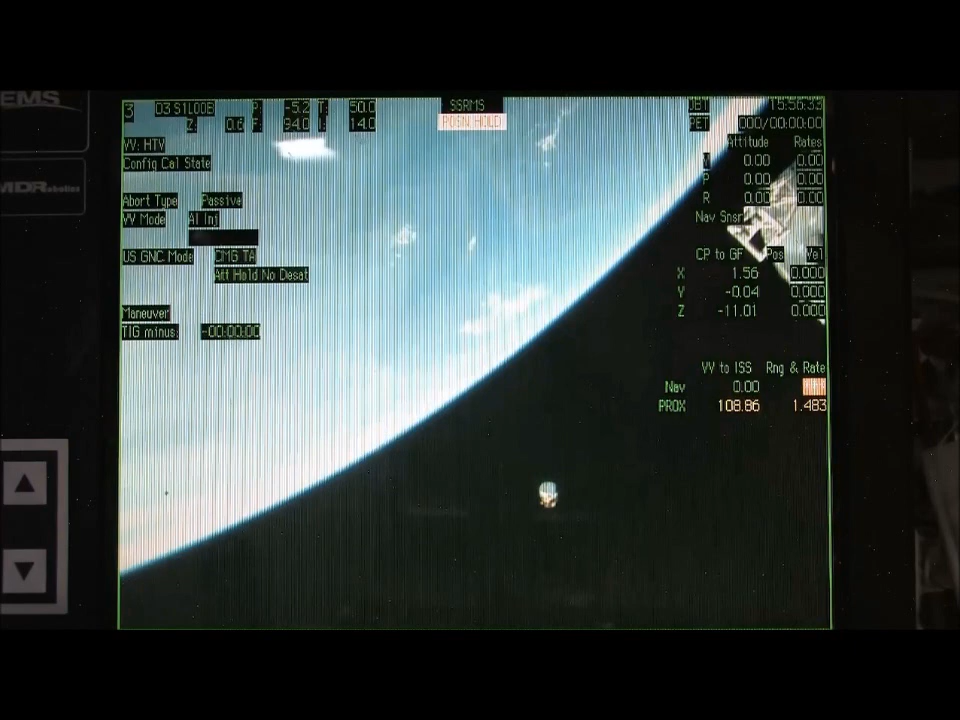 EMS
MDR obotics
3 03 S1LOOB P: -5.2 T: 50.0 SSRMS 15:56:33
Z: 0.6 F: 94.0 I: 14.0 POSN HOLD PET 000/00:00:00
VV: HTV Attitude Rates
Config Cal State 0.00 0.00
P 0.00 0.00
Abort Type Passive R 0.00 0.00
VV Mode AI Inj Nav Snsr
US GNC Mode CMG TA CP to GF Pos Vel
Att Hold No Desat X 1.56 0.000
Y -0.04 0.000
Maneuver Z -11.01 0.000
TIG minus: -00:00:00
VV to ISS Rng & Rate
Nav 0.00
PROX 108.86 1.483